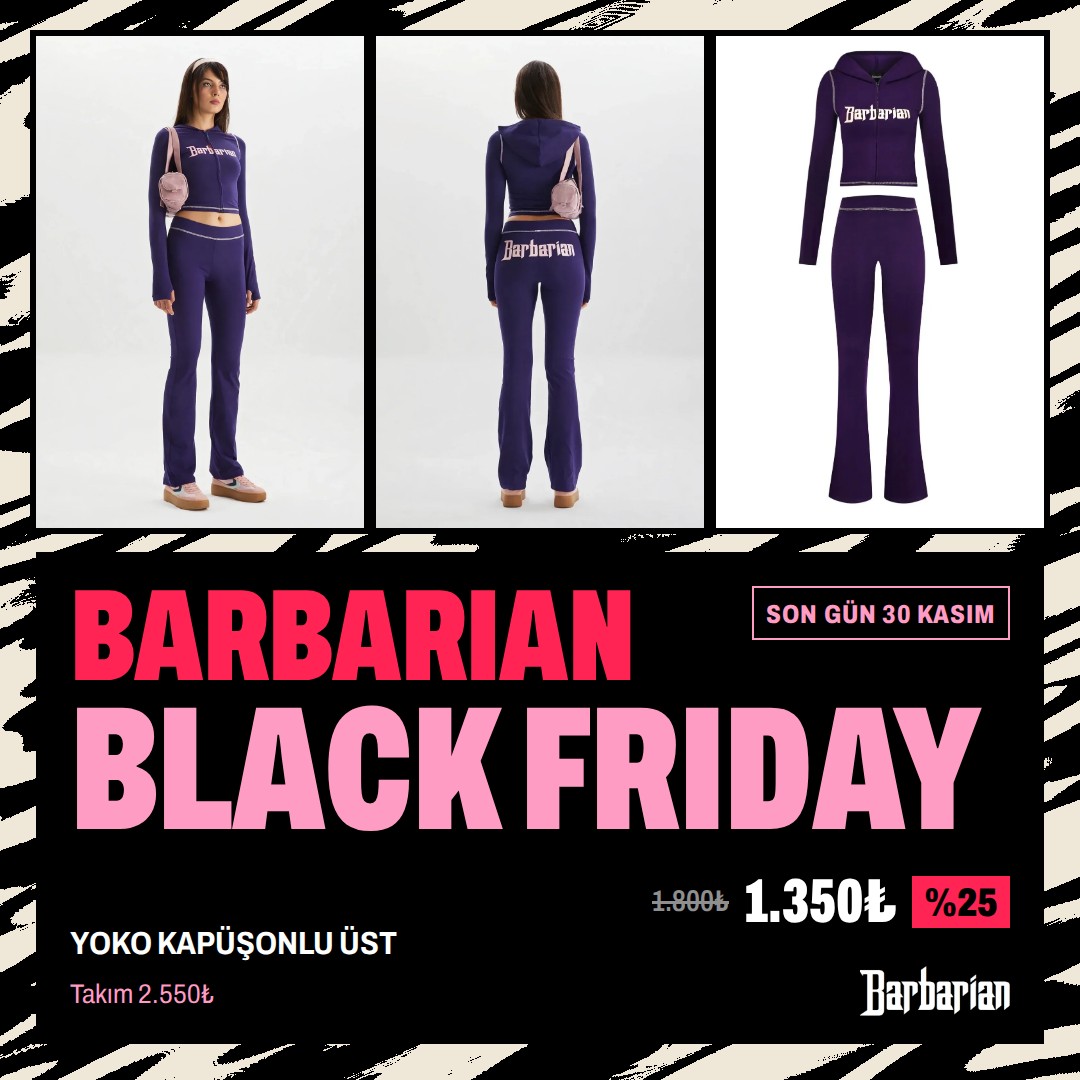 Barbarian
Barbarian
Barbarian
BARBARIAN
SON GÜN 30 KASIM
BLACK FRIDAY
1.800₺ 1.350₺ %25
YOKO KAPÜŞONLU ÜST
Takım 2.550₺
Barbarian